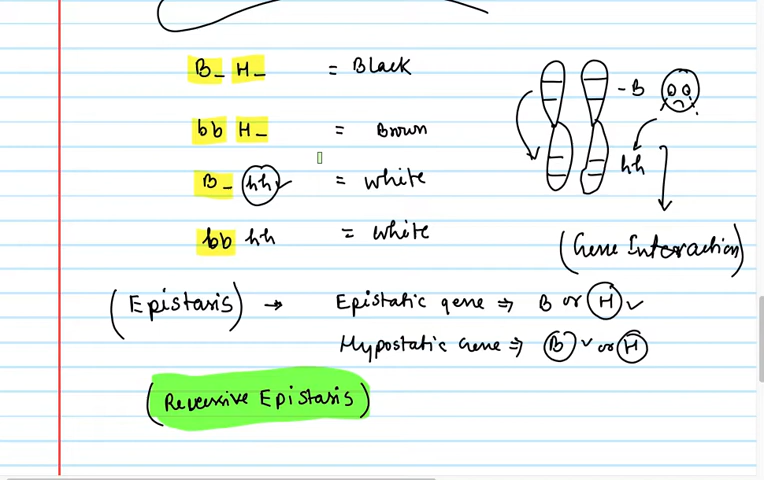 B_ H_ = Black
bb H_ = Brown
B_ hh ✓ = white
bb hh = white
- B
hh
(Gene Interaction)
(Epistasis) → Epistatic gene ⇒ B or H ✓
Hypostatic Gene ⇒ B ✓ or H
(Recessive Epistasis)